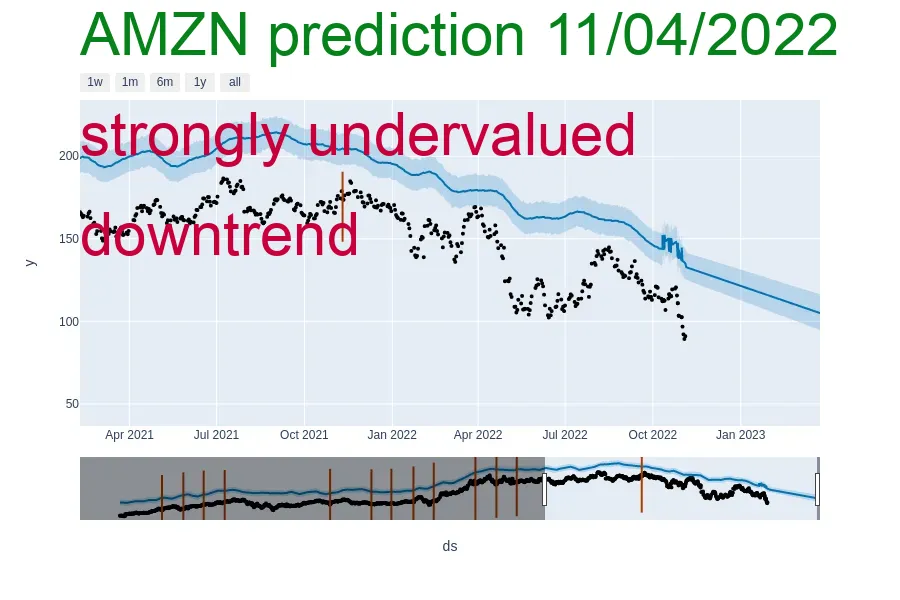 AMZN prediction 11/04/2022
1w 1m 6m 1y all
strongly undervalued
200
downtrend
150
y
100
50
Apr 2021 Jul 2021 Oct 2021 Jan 2022 Apr 2022 Jul 2022 Oct 2022 Jan 2023
ds